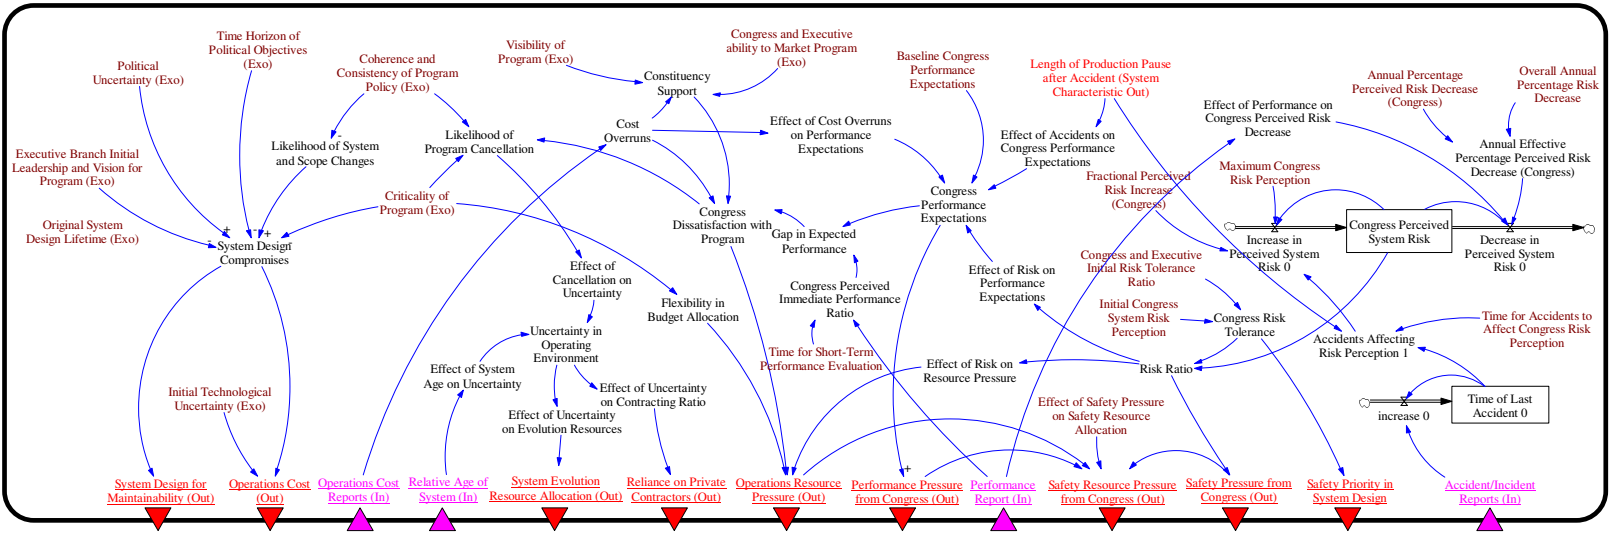 Political
Uncertainty (Exo)
Time Horizon of
Political Objectives
(Exo)
Coherence and
Consistency of Program
Policy (Exo)
Visibility of
Program (Exo)
Congress and Executive
ability to Market Program
(Exo)
Baseline Congress
Performance
Expectations
Length of Production Pause
after Accident (System
Characteristic Out)
Annual Percentage
Perceived Risk Decrease
(Congress)
Overall Annual
Percentage Risk
Decrease
Constituency
Support
Effect of Performance on
Congress Perceived Risk
Decrease
Executive Branch Initial
Leadership and Vision for
Program (Exo)
-
Likelihood of System
and Scope Changes
Likelihood of
Program Cancellation
Cost
Overruns
Effect of Cost Overruns
on Performance
Expectations
Effect of Accidents on
Congress Performance
Expectations
Annual Effective
Percentage Perceived Risk
Decrease (Congress)
Original System
Design Lifetime (Exo)
Criticality of
Program (Exo)
Congress
Dissatisfaction with
Program
Congress
Performance
Expectations
Fractional Perceived
Risk Increase
(Congress)
Maximum Congress
Risk Perception
+
-
+
-
System Design
Compromises
Gap in Expected
Performance
Increase in
Perceived System
Risk 0
Congress Perceived
System Risk
Decrease in
Perceived System
Risk 0
Effect of
Cancellation on
Uncertainty
Flexibility in
Budget Allocation
Congress Perceived
Immediate Performance
Ratio
Effect of Risk on
Performance
Expectations
Congress and Executive
Initial Risk Tolerance
Ratio
Initial Congress
System Risk
Perception
Congress Risk
Tolerance
Accidents Affecting
Risk Perception 1
Time for Accidents to
Affect Congress Risk
Perception
Uncertainty in
Operating
Environment
Time for Short-Term
Performance Evaluation
Effect of Risk on
Resource Pressure
Risk Ratio
Effect of System
Age on Uncertainty
Initial Technological
Uncertainty (Exo)
Effect of Uncertainty
on Contracting Ratio
Effect of Uncertainty
on Evolution Resources
Effect of Safety Pressure
on Safety Resource
Allocation
increase 0
Time of Last
Accident 0
+
System Design for
Maintainability (Out)
Operations Cost
(Out)
Operations Cost
Reports (In)
Relative Age of
System (In)
System Evolution
Resource Allocation (Out)
Reliance on Private
Contractors (Out)
Operations Resource
Pressure (Out)
Performance Pressure
from Congress (Out)
Performance
Report (In)
Safety Resource Pressure
from Congress (Out)
Safety Pressure from
Congress (Out)
Safety Priority in
System Design
Accident/Incident
Reports (In)